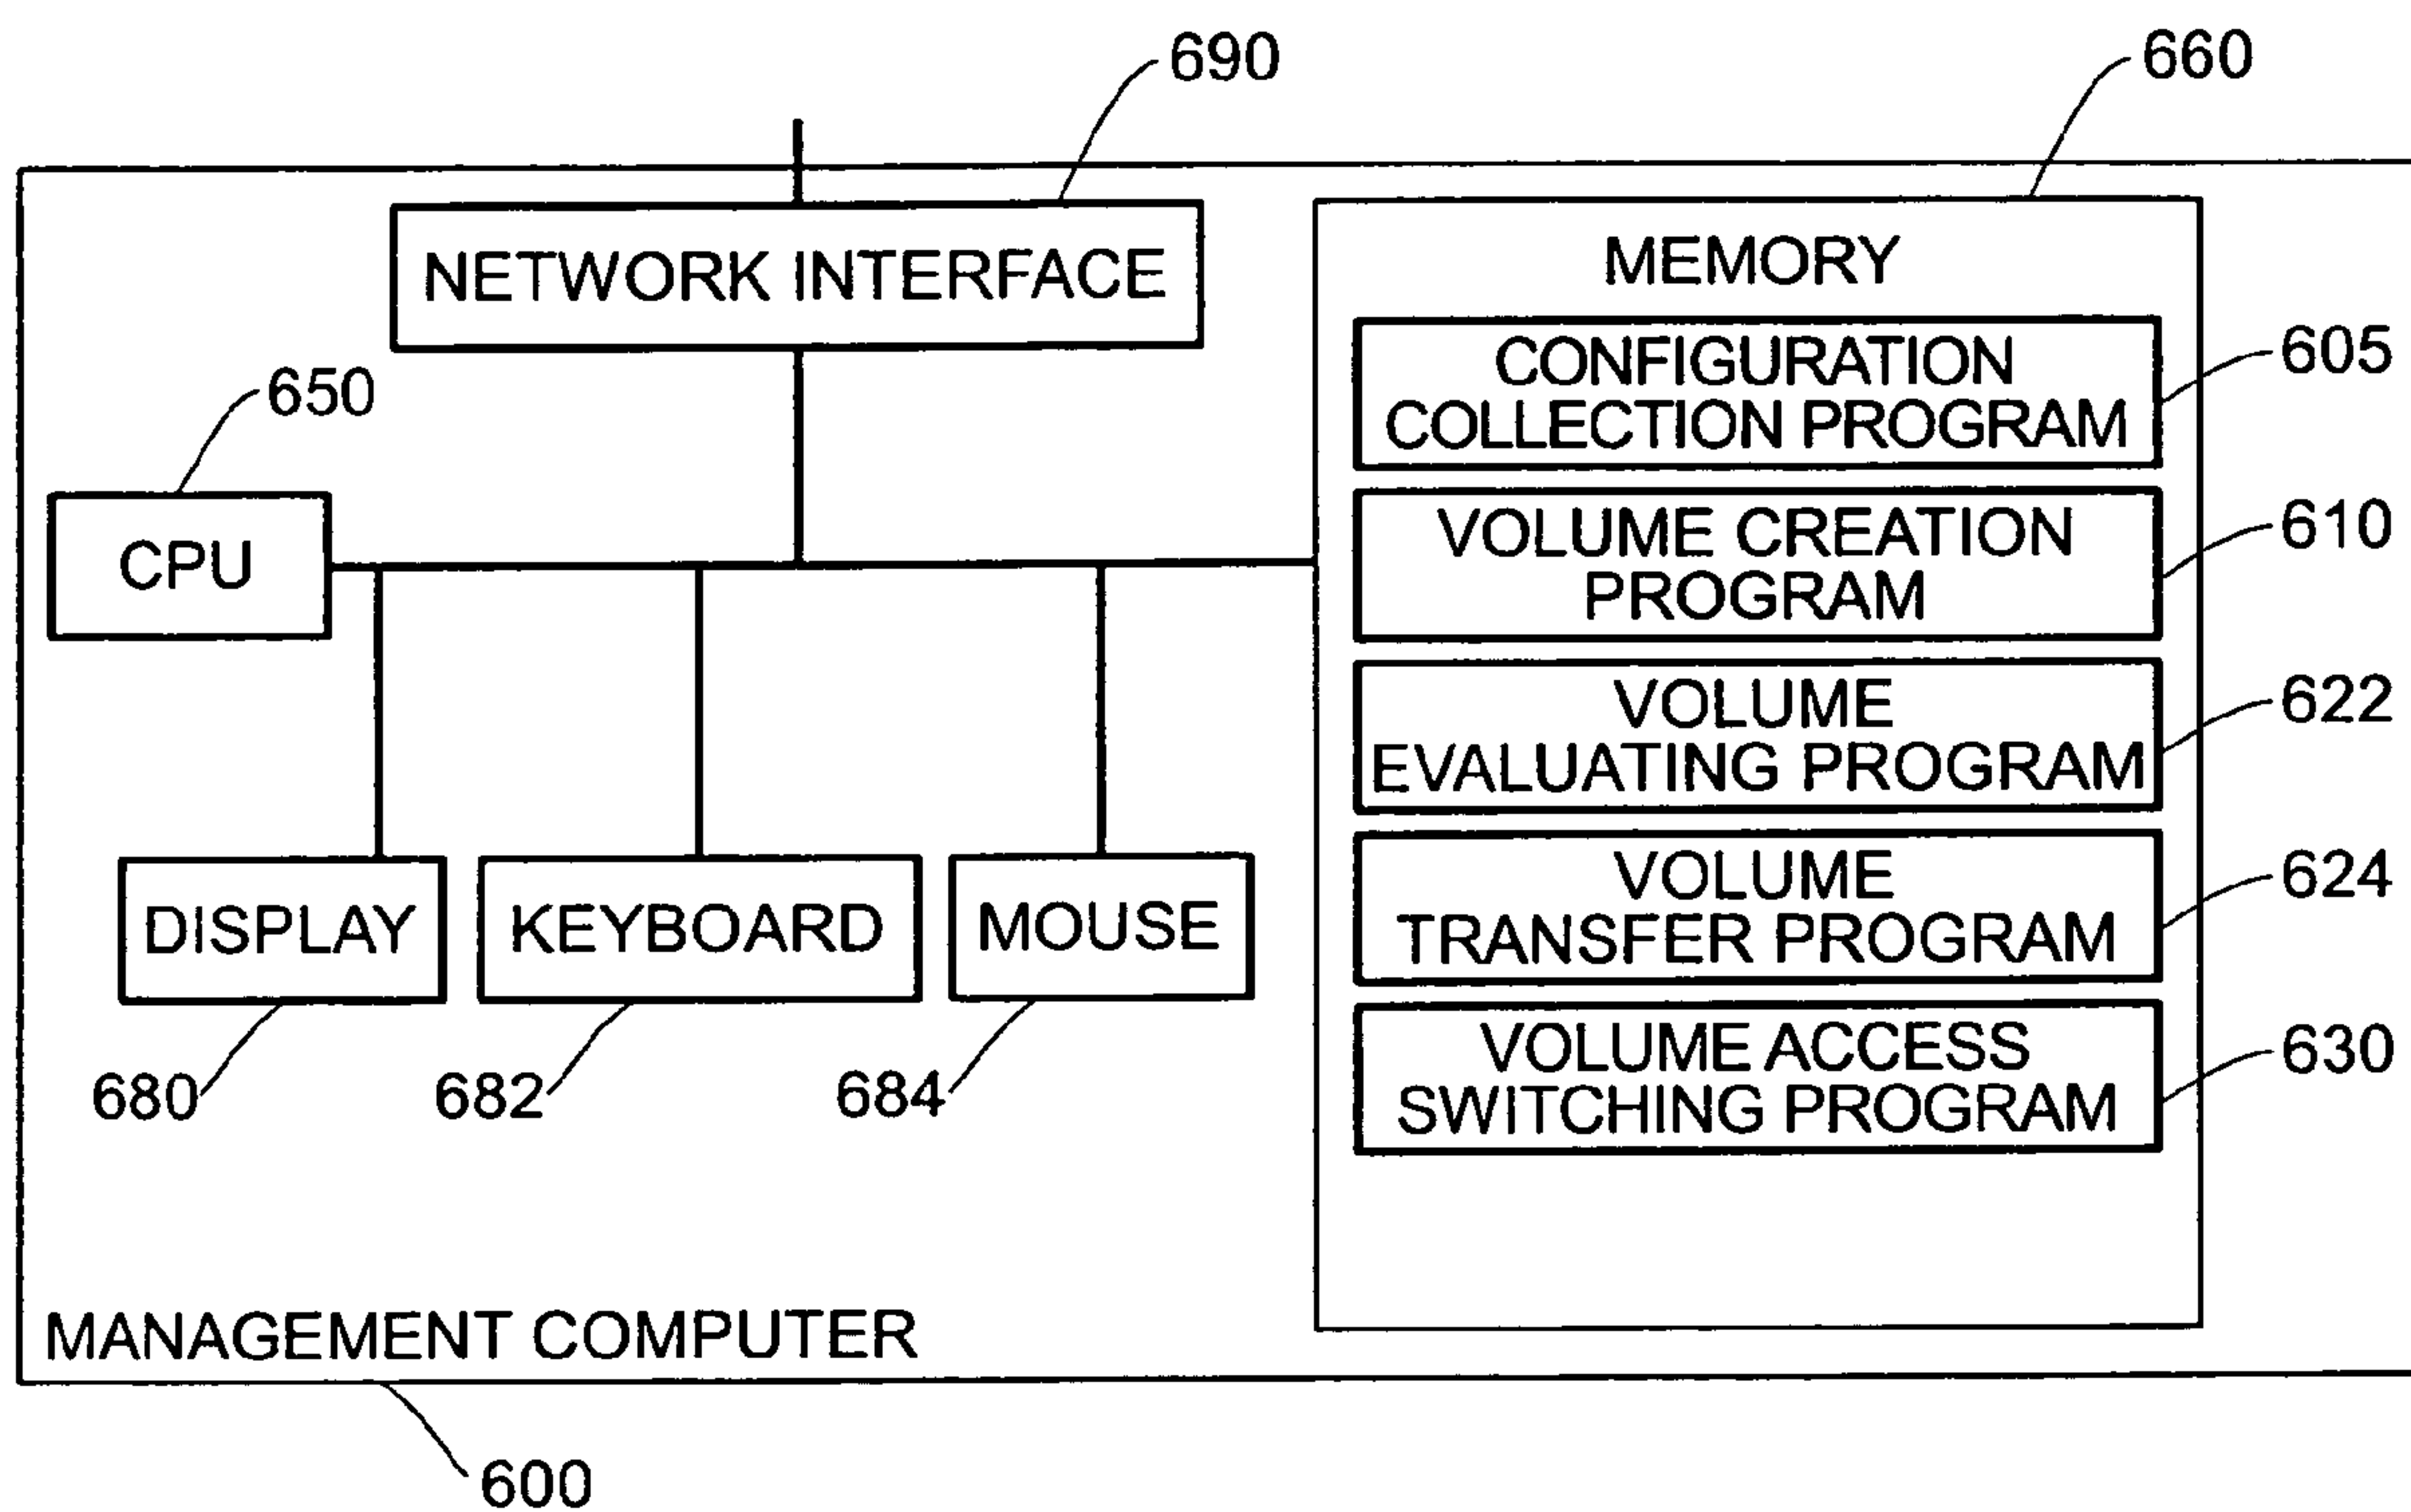 690
660
NETWORK INTERFACE
MEMORY
CONFIGURATION
COLLECTION PROGRAM
605
650
CPU
VOLUME CREATION
PROGRAM
610
VOLUME
EVALUATING PROGRAM
622
DISPLAY
KEYBOARD
MOUSE
VOLUME
TRANSFER PROGRAM
624
680
682
684
VOLUME ACCESS
SWITCHING PROGRAM
630
MANAGEMENT COMPUTER
600